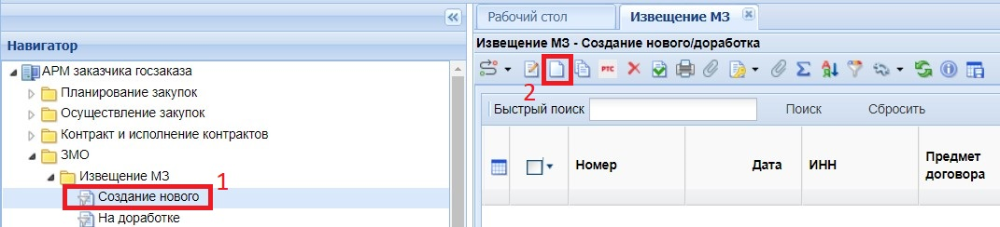 Навигатор
АРМ заказчика госзаказа
Планирование закупок
Осуществление закупок
Контракт и исполнение контрактов
ЗМО
Извещение МЗ
Создание нового
1
На доработке
Рабочий стол
Извещение МЗ
Извещение МЗ - Создание нового/доработка
РТС
2
Быстрый поиск
Поиск
Сбросить
Номер
Дата
ИНН
Предмет
договора